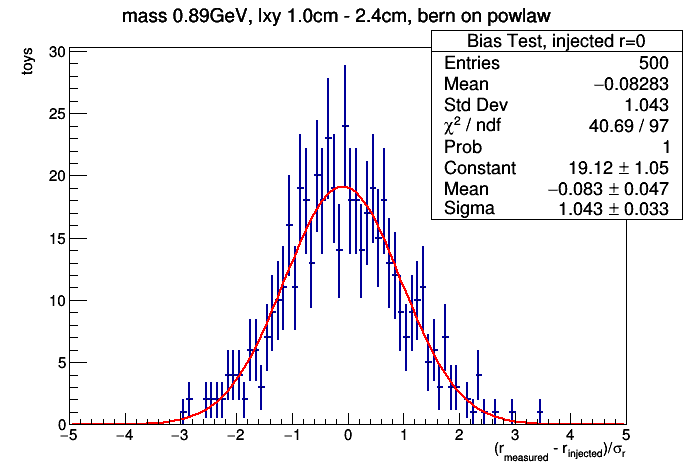 mass 0.89GeV, lxy 1.0cm - 2.4cm, bern on powlaw
Bias Test, injected r=0
Entries 500
Mean −0.08283
Std Dev 1.043
χ² / ndf 40.69 / 97
Prob 1
Constant 19.12 ± 1.05
Mean −0.083 ± 0.047
Sigma 1.043 ± 0.033
toys
30
25
20
15
10
5
0
−5 −4 −3 −2 −1 0 1 2 3 4 5
(r_measured - r_injected)/σ_r